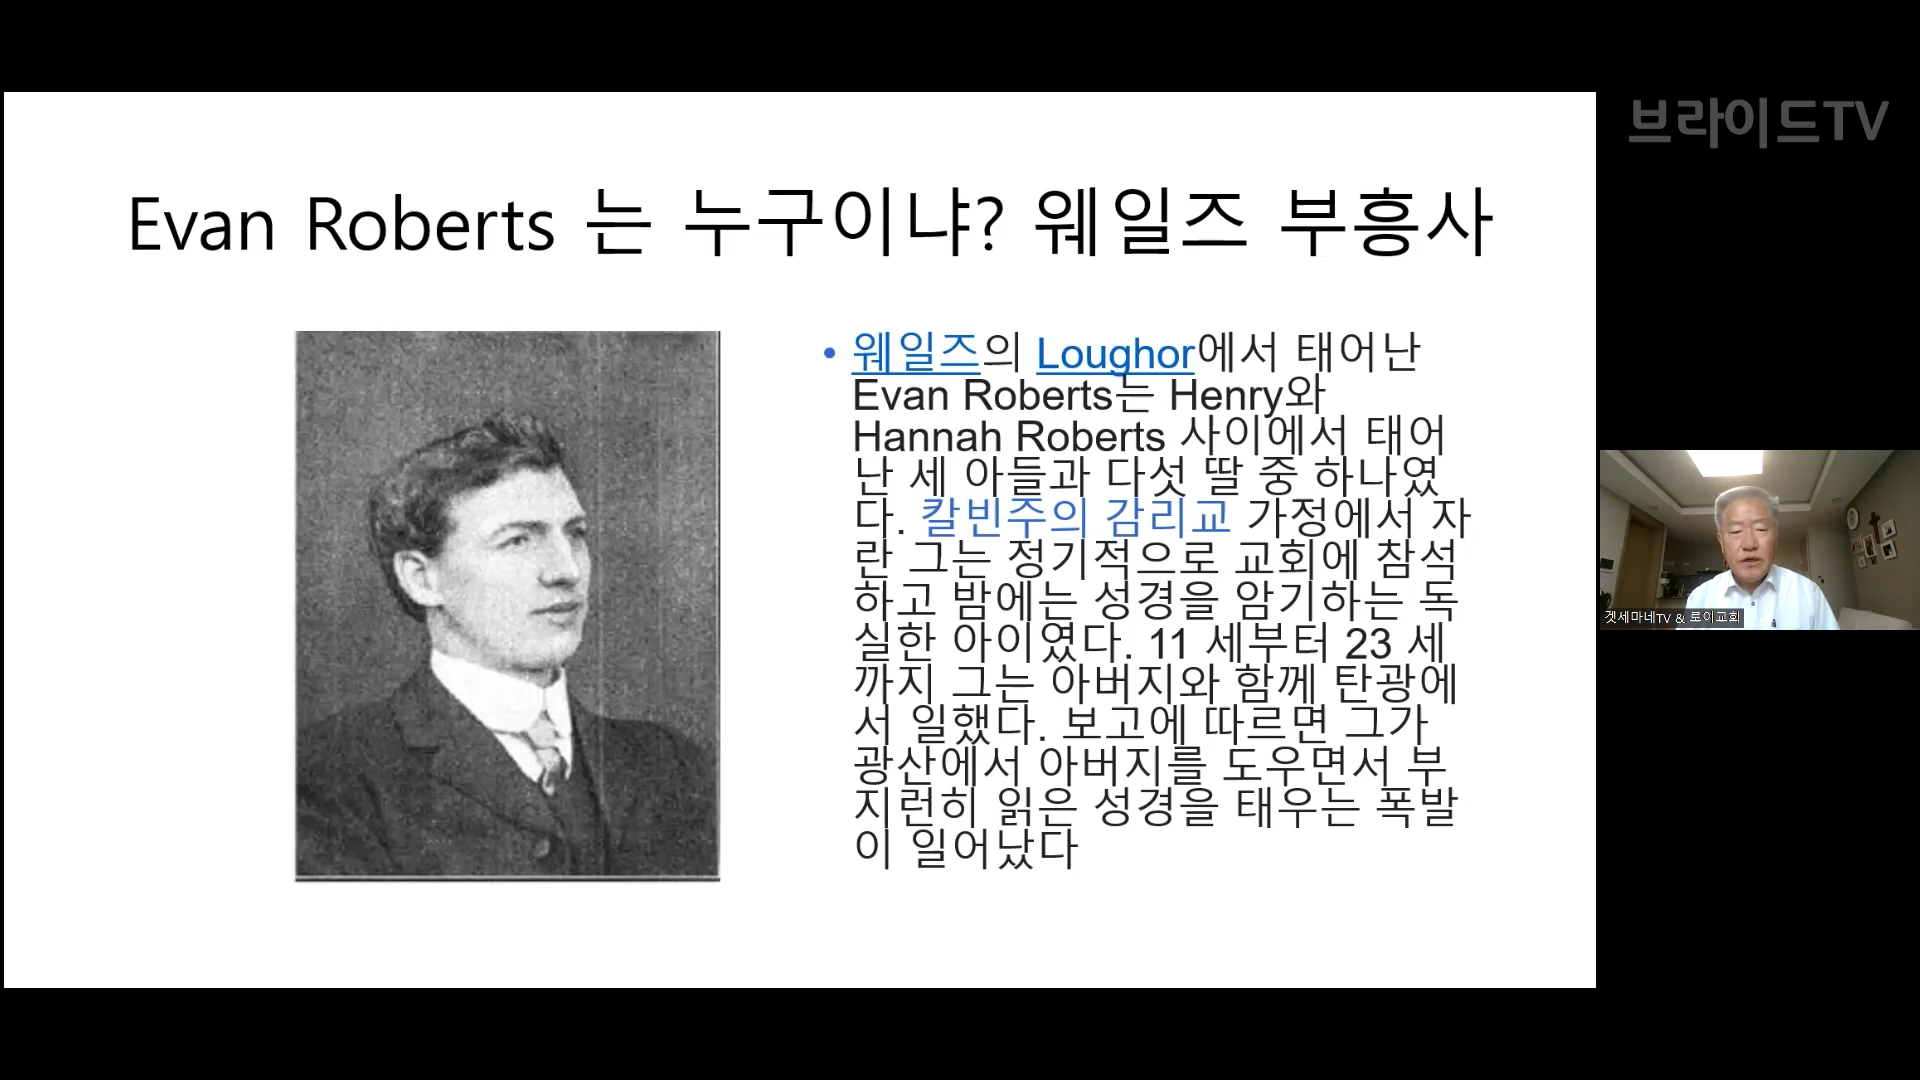 브라이드TV
Evan Roberts 는 누구이냐? 웨일즈 부흥사
• 웨일즈의 Loughor에서 태어난
Evan Roberts는 Henry와
Hannah Roberts 사이에서 태어
난 세 아들과 다섯 딸 중 하나였
다. 칼빈주의 감리교 가정에서 자
란 그는 정기적으로 교회에 참석
하고 밤에는 성경을 암기하는 독
실한 아이였다. 11 세부터 23 세
까지 그는 아버지와 함께 탄광에
서 일했다. 보고에 따르면 그가
광산에서 아버지를 도우면서 부
지런히 읽은 성경을 태우는 폭발
이 일어났다
겟세마네TV & 로이교회